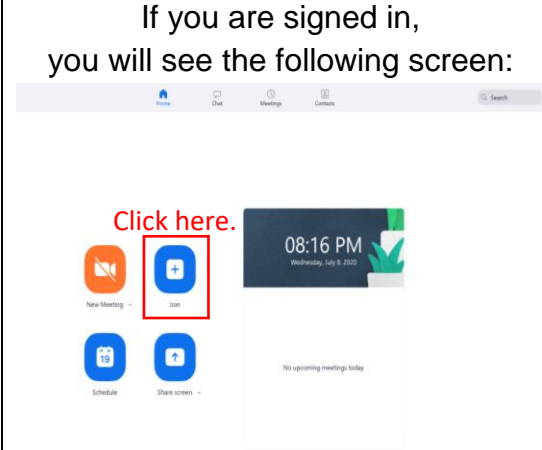 If you are signed in,
you will see the following screen:
Home Chat Meetings Contacts Search
Click here.
08:16 PM
Wednesday, July 8, 2020
New Meeting Join
19
No upcoming meetings today
Schedule Share screen